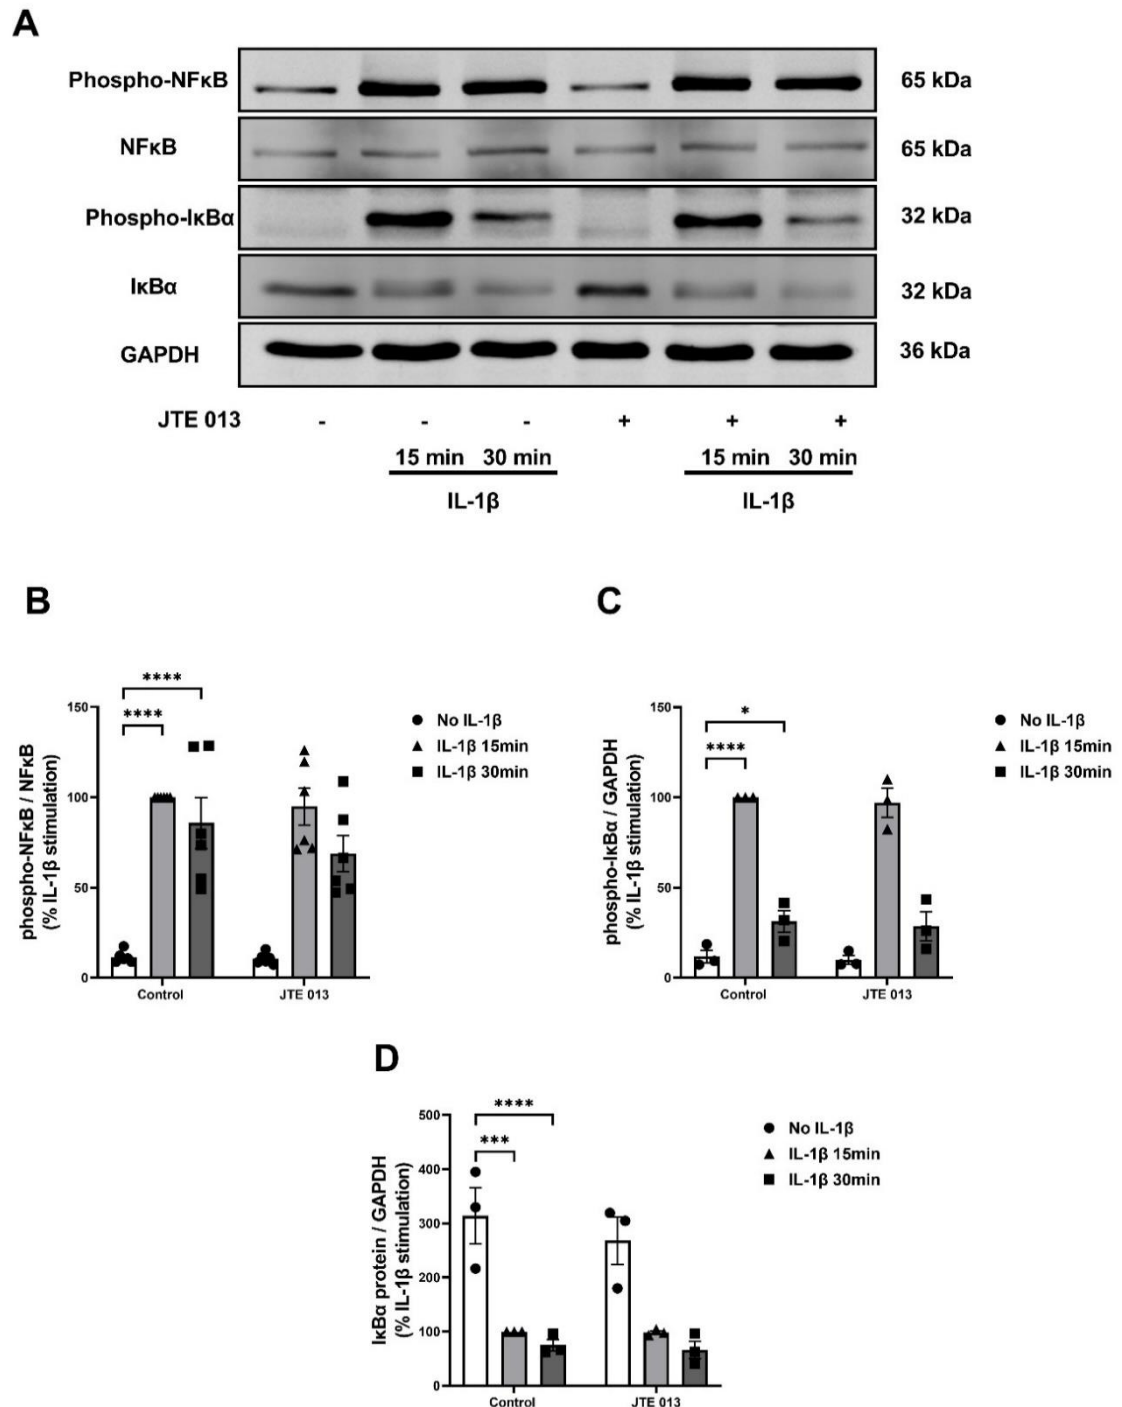 A
Phospho-NFκB 65 kDa
NFκB 65 kDa
Phospho-IκBα 32 kDa
IκBα 32 kDa
GAPDH 36 kDa
JTE 013 - - - + + +
15 min 30 min 15 min 30 min
IL-1β IL-1β
B
phospho-NFκB / NFκB
(% IL-1β stimulation)
150
100
50
0
****
****
Control JTE 013
No IL-1β
IL-1β 15min
IL-1β 30min
C
phospho-IκBα / GAPDH
(% IL-1β stimulation)
150
100
50
0
*
****
Control JTE 013
No IL-1β
IL-1β 15min
IL-1β 30min
D
IκBα protein / GAPDH
(% IL-1β stimulation)
500
400
300
200
100
0
****
***
Control JTE 013
No IL-1β
IL-1β 15min
IL-1β 30min